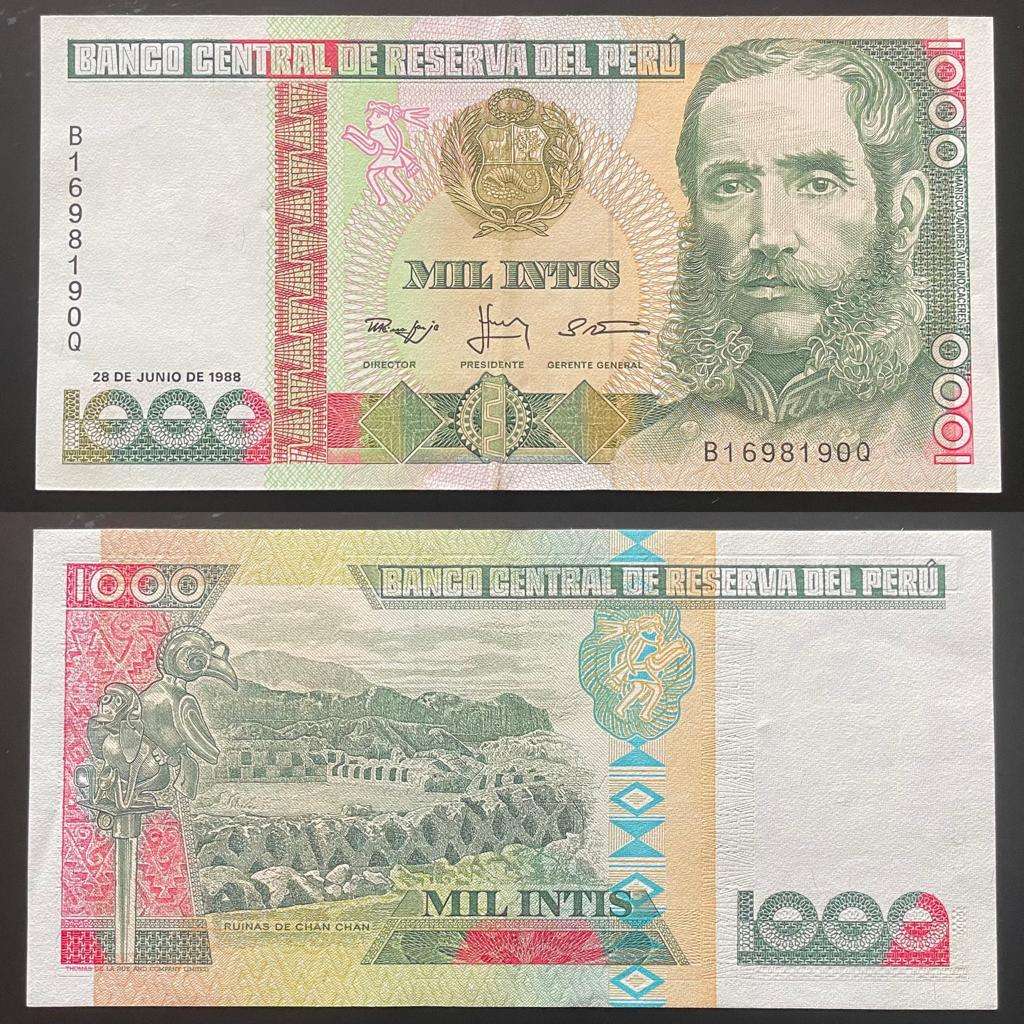 BANCO CENTRAL DE RESERVA DEL PERÚ
1000
B1698190Q
MARISCAL ANDRES AVELINO CACERES
MIL INTIS
DIRECTOR PRESIDENTE GERENTE GENERAL
28 DE JUNIO DE 1988
1000
1000
B1698190Q
1000
BANCO CENTRAL DE RESERVA DEL PERÚ
MIL INTIS
1000
RUINAS DE CHAN CHAN
THOMAS DE LA RUE AND COMPANY LIMITED